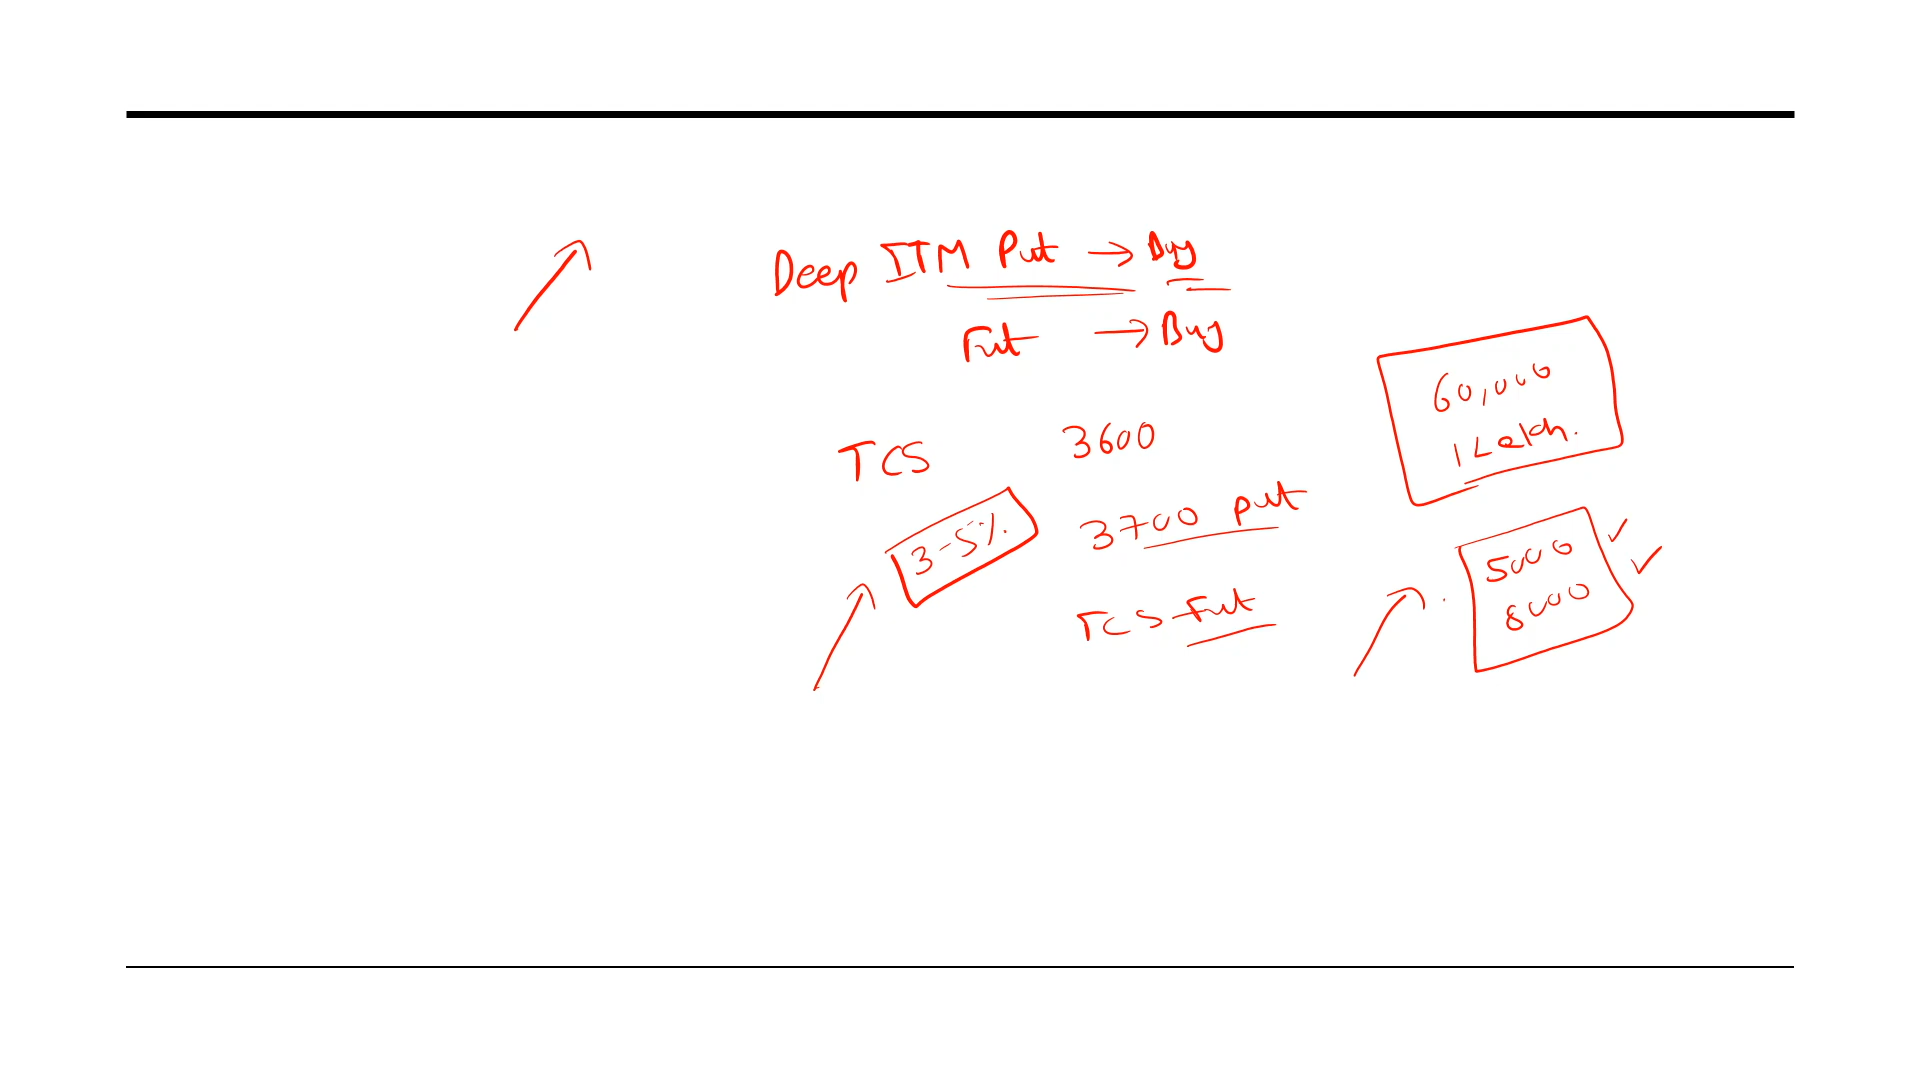 Deep ITM Put → Buy
Fut → Buy
TCS 3600
3-5%
3700 put
TCS-Fut
60,000
1 Lakh.
5000 ✓
8000 ✓